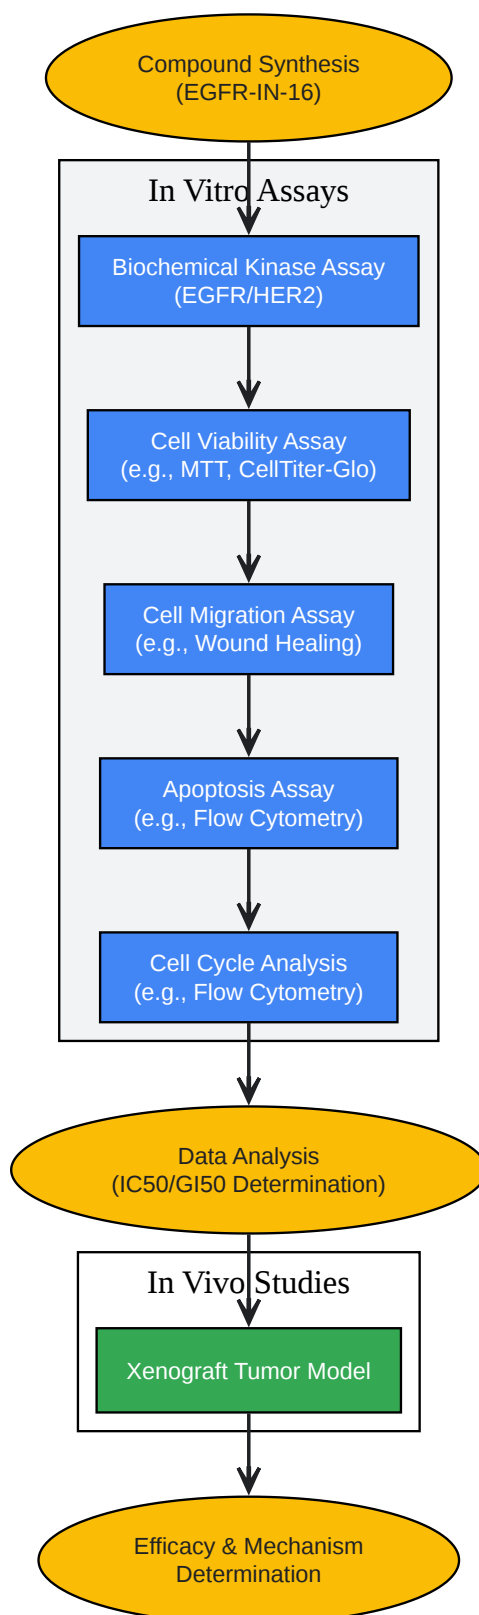 Compound Synthesis
(EGFR-IN-16)
In Vitro Assays
Biochemical Kinase Assay
(EGFR/HER2)
Cell Viability Assay
(e.g., MTT, CellTiter-Glo)
Cell Migration Assay
(e.g., Wound Healing)
Apoptosis Assay
(e.g., Flow Cytometry)
Cell Cycle Analysis
(e.g., Flow Cytometry)
Data Analysis
(IC50/GI50 Determination)
In Vivo Studies
Xenograft Tumor Model
Efficacy & Mechanism
Determination